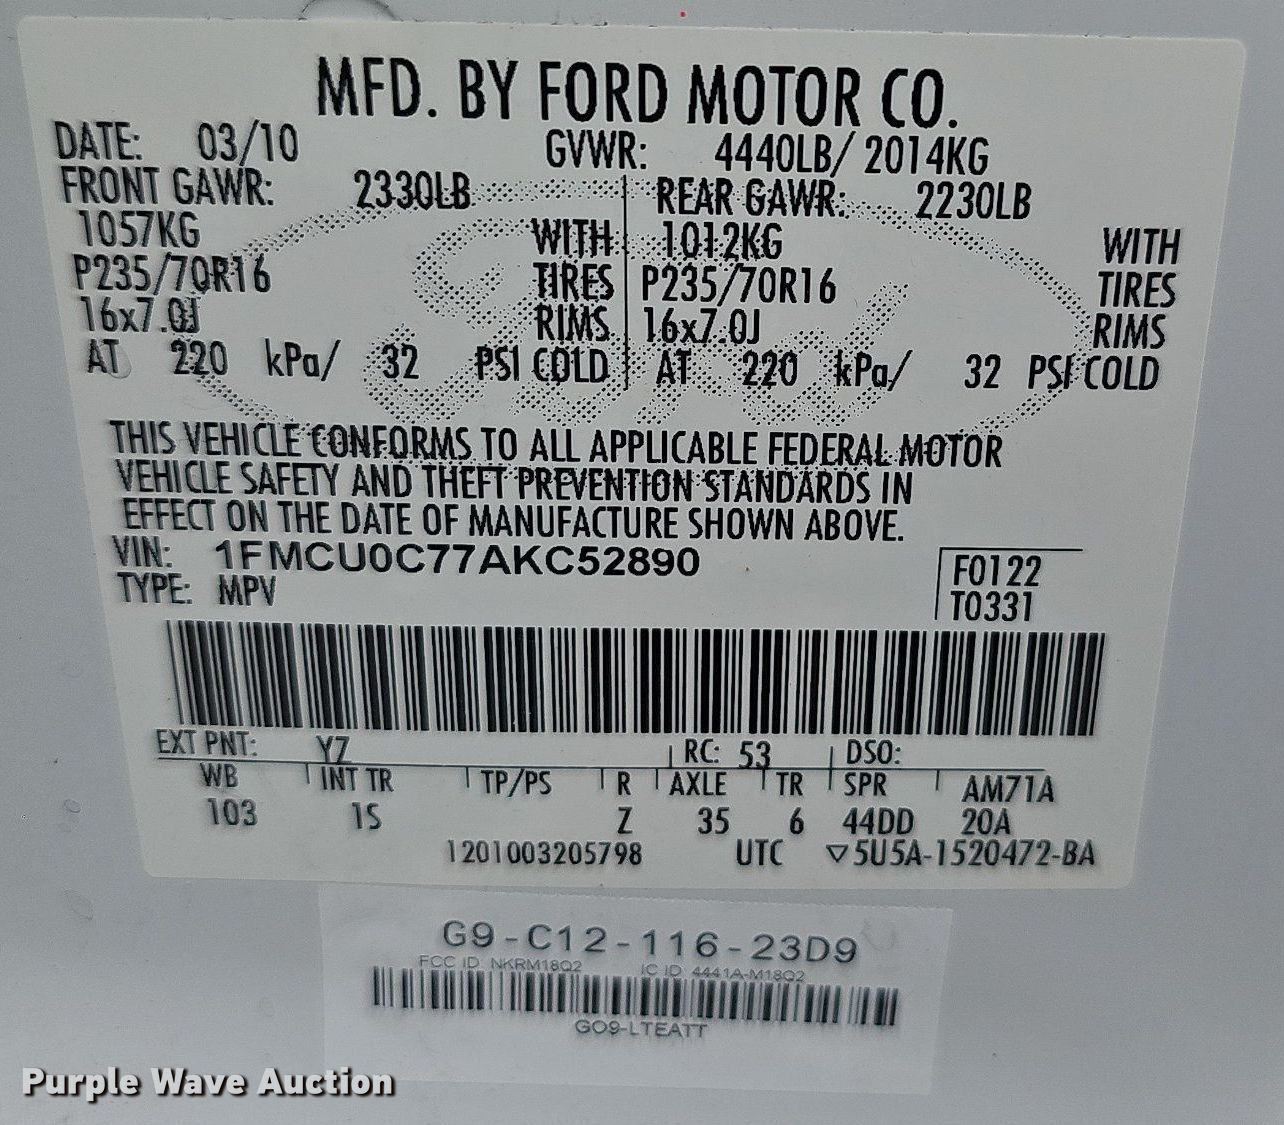 MFD. BY FORD MOTOR CO.
DATE: 03/10 GVWR: 4440LB/ 2014KG
FRONT GAWR: 2330LB REAR GAWR: 2230LB
1057KG WITH 1012KG WITH
P235/70R16 TIRES P235/70R16 TIRES
16x7.0J RIMS 16x7.0J RIMS
AT 220 kPa/ 32 PSI COLD AT 220 kPa/ 32 PSI COLD
Ford
THIS VEHICLE CONFORMS TO ALL APPLICABLE FEDERAL MOTOR
VEHICLE SAFETY AND THEFT PREVENTION STANDARDS IN
EFFECT ON THE DATE OF MANUFACTURE SHOWN ABOVE.
VIN: 1FMCU0C77AKC52890 F0122
TYPE: MPV T0331
EXT PNT: YZ RC: 53 DSO:
WB INT TR TP/PS R AXLE TR SPR AM71A
103 1S Z 35 6 44DD 20A
1201003205798 UTC ▽5U5A-1520472-BA
G9-C12-116-23D9
FCC ID: NKRM18Q2 IC ID: 4441A-M18Q2
GO9-LTEATT
Purple Wave Auction